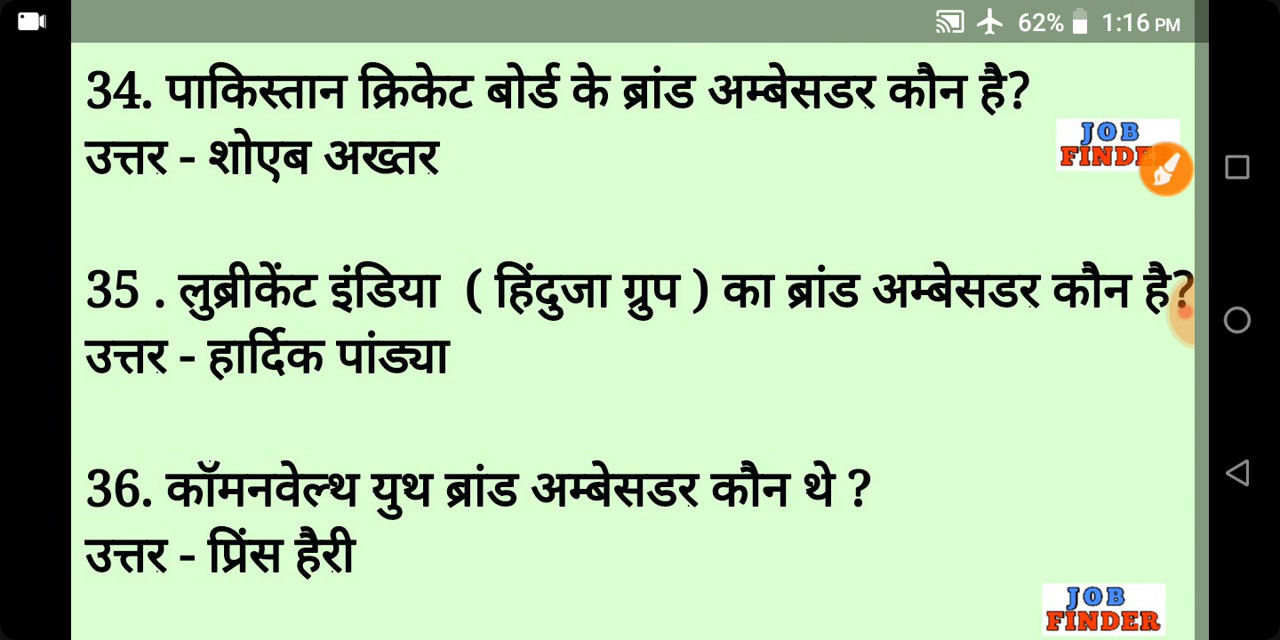 62% 1:16 PM
34. पाकिस्तान क्रिकेट बोर्ड के ब्रांड अम्बेसडर कौन है?
उत्तर - शोएब अख्तर
JOB
FINDE
35 . लुब्रीकेंट इंडिया ( हिंदुजा ग्रुप ) का ब्रांड अम्बेसडर कौन है?
उत्तर - हार्दिक पांड्या
36. कॉमनवेल्थ युथ ब्रांड अम्बेसडर कौन थे ?
उत्तर - प्रिंस हैरी
JOB
FINDER